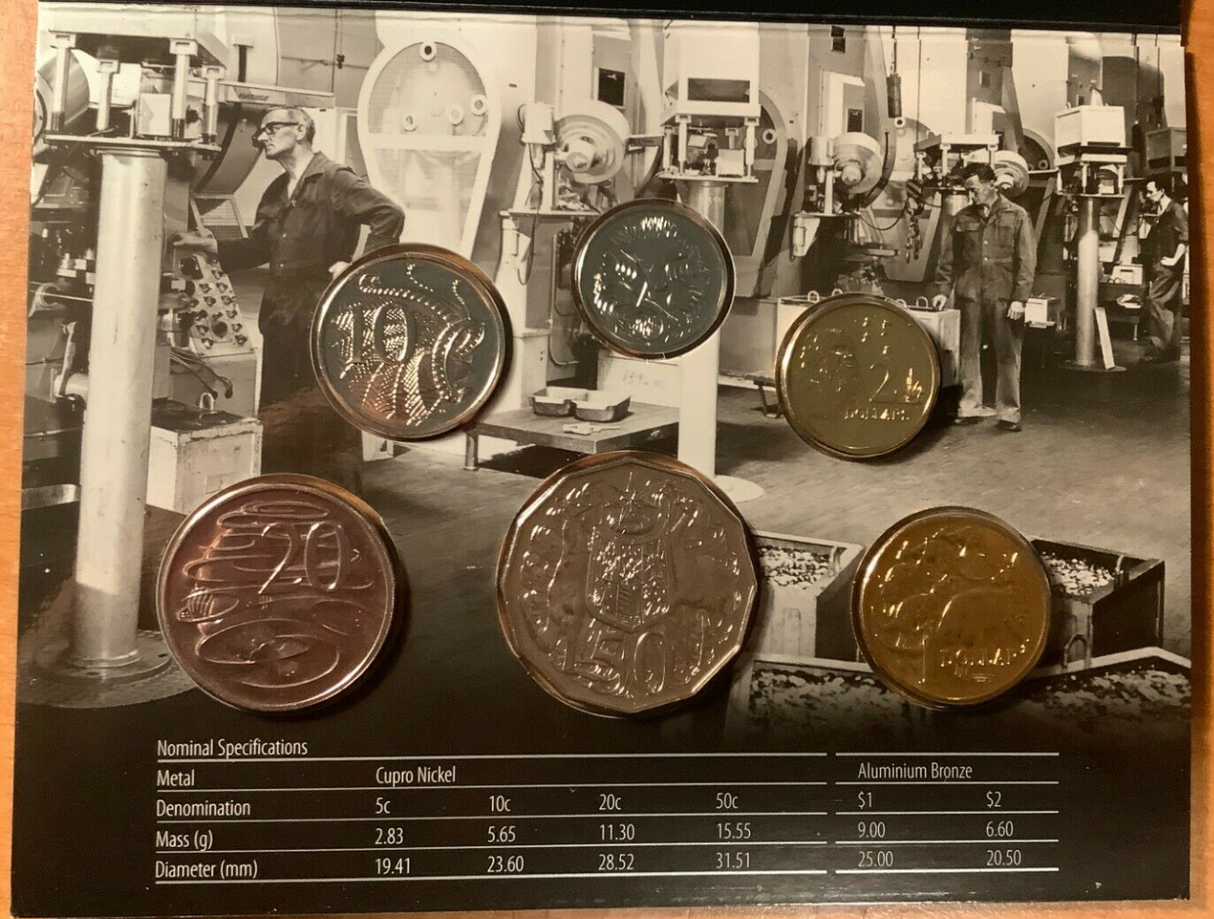 10
2
DOLLARS
20
50
DOLLAR
Nominal Specifications
Metal Cupro Nickel Aluminium Bronze
Denomination 5c 10c 20c 50c $1 $2
Mass (g) 2.83 5.65 11.30 15.55 9.00 6.60
Diameter (mm) 19.41 23.60 28.52 31.51 25.00 20.50